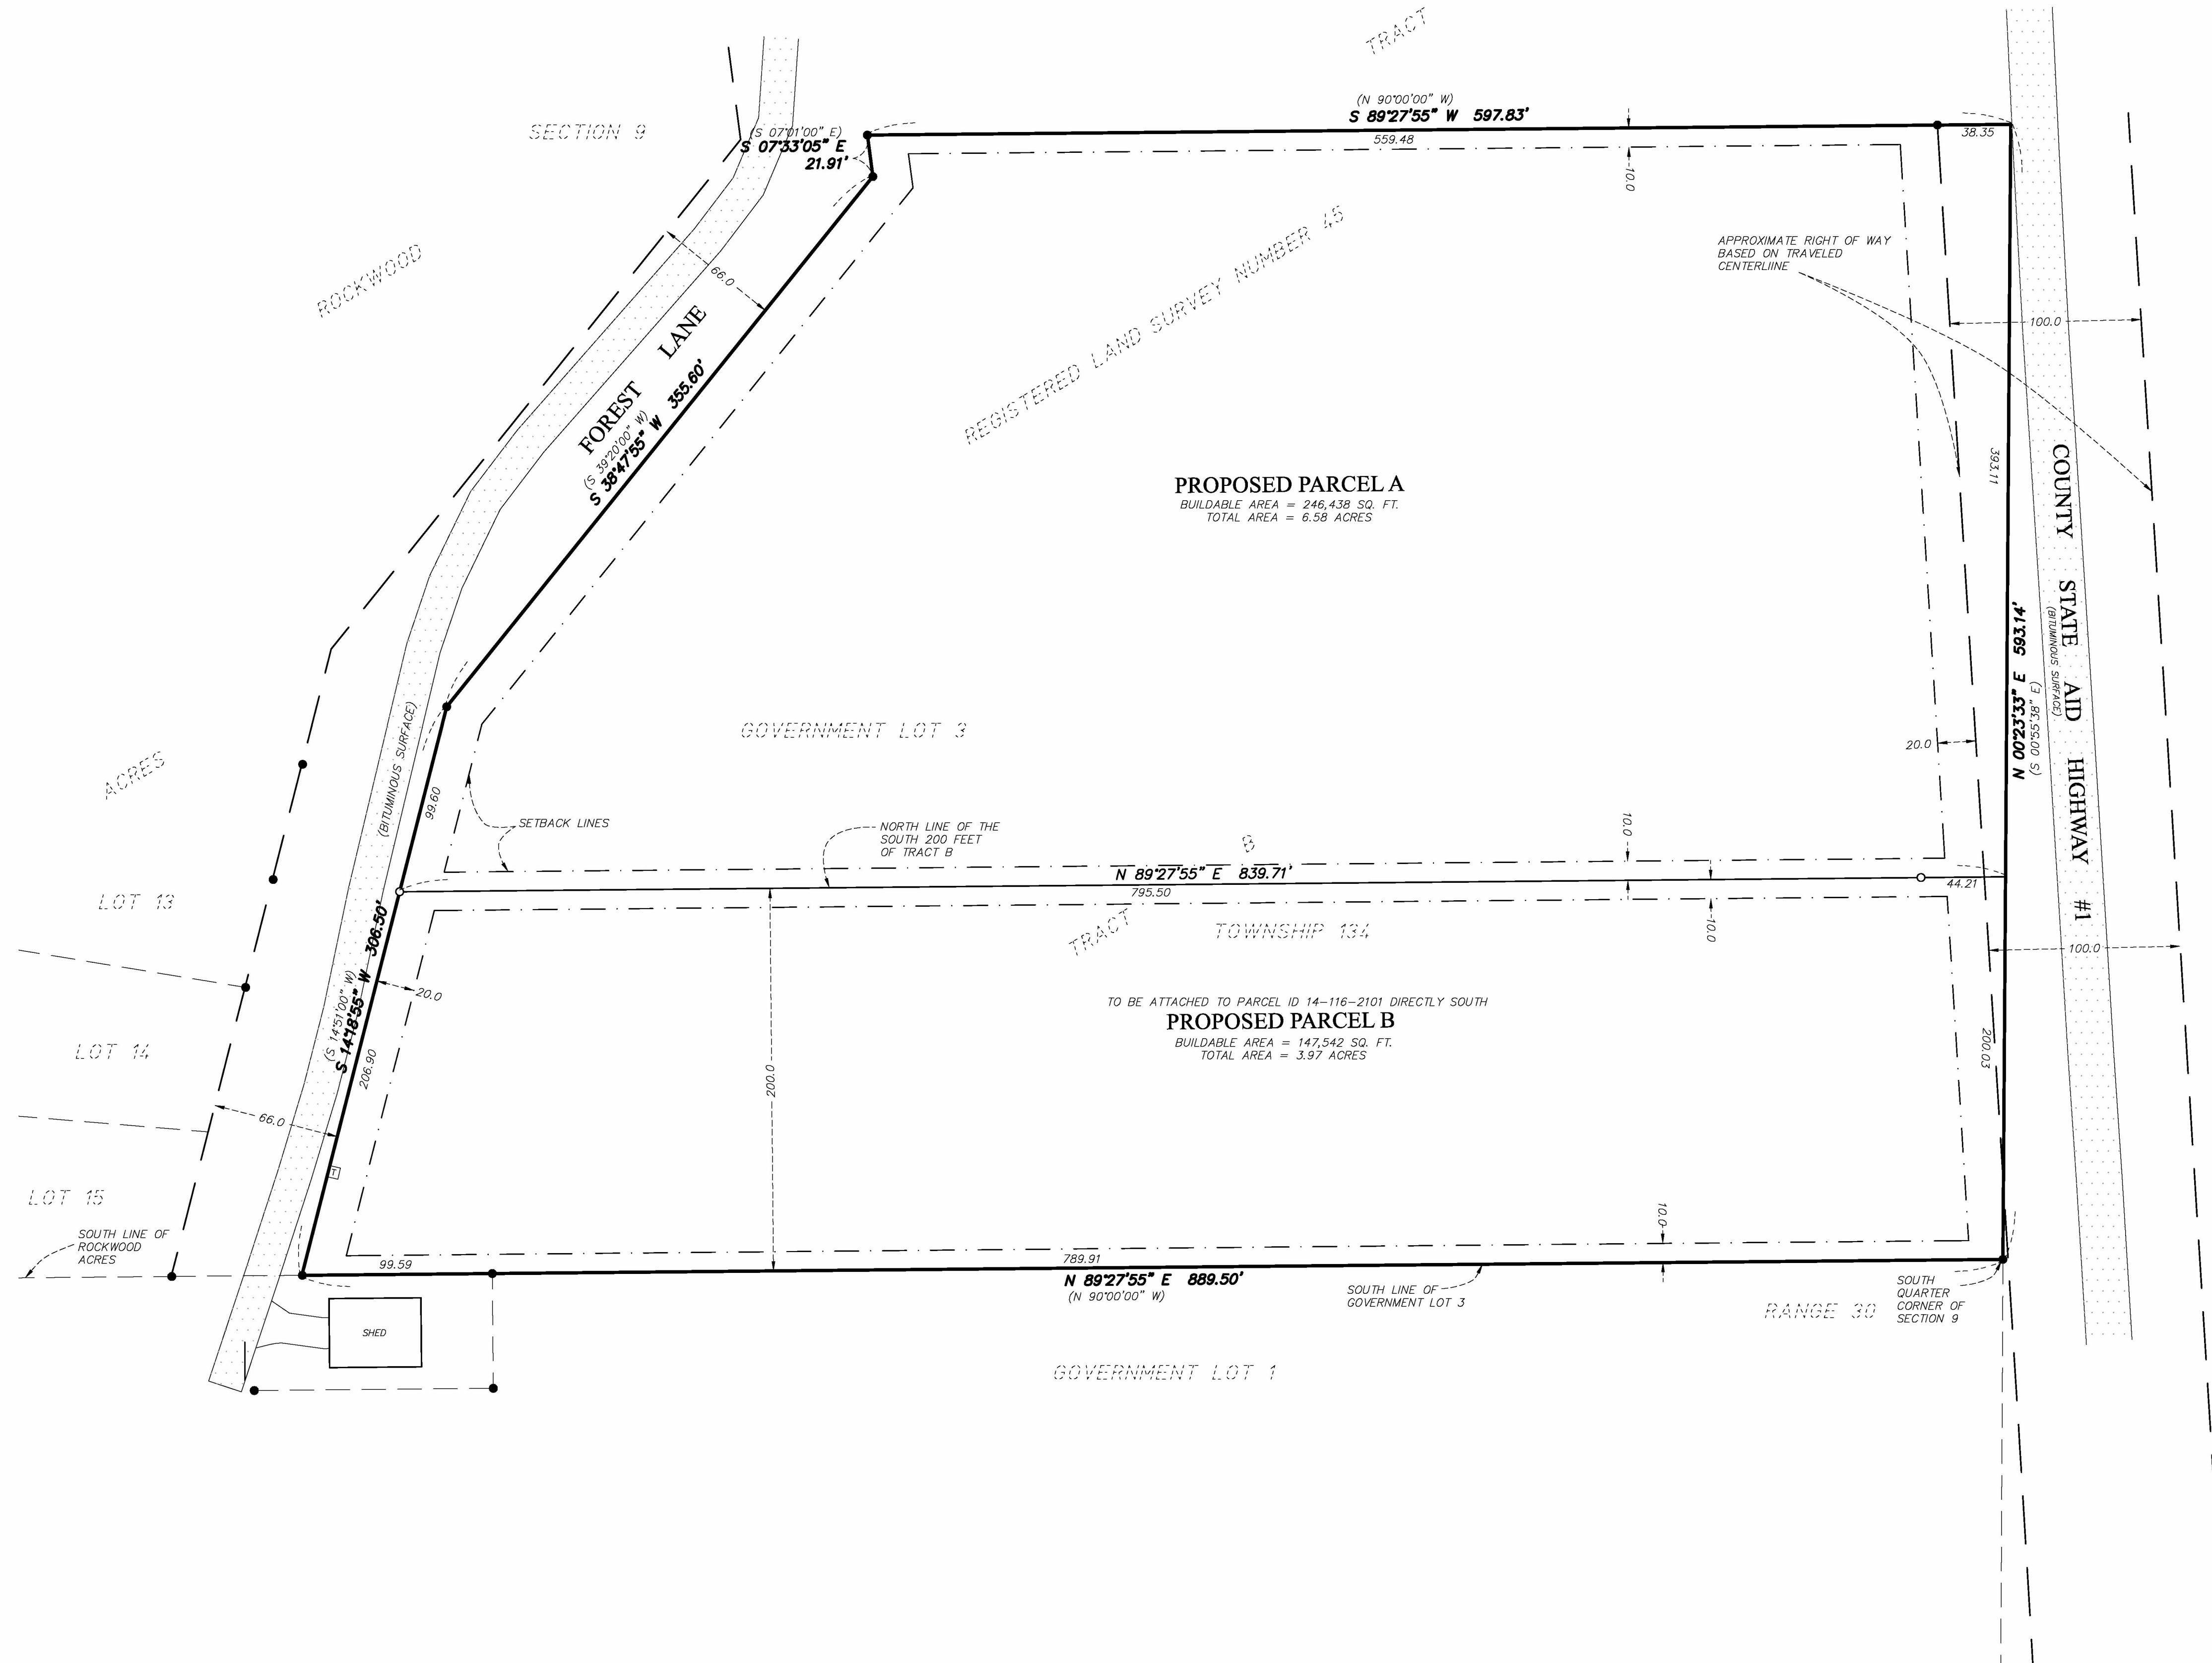 TRACT
SECTION 9
(S 07°01'00" E)
S 07°33'05" E
21.91'
(N 90°00'00" W)
S 89°27'55" W 597.83'
559.48
38.35
10.0
ROCKWOOD
66.0
REGISTERED LAND SURVEY NUMBER 45
APPROXIMATE RIGHT OF WAY
BASED ON TRAVELED
CENTERLIINE
100.0
FOREST LANE
(S 39°20'00" W)
S 38°47'55" W 355.60'
PROPOSED PARCEL A
BUILDABLE AREA = 246,438 SQ. FT.
TOTAL AREA = 6.58 ACRES
393.11
COUNTY STATE AID HIGHWAY #1
(BITUMINOUS SURFACE)
N 00°23'33" E 593.14'
(S 00°55'38" E)
20.0
GOVERNMENT LOT 3
ACRES
(BITUMINOUS SURFACE)
99.60
SETBACK LINES
NORTH LINE OF THE
SOUTH 200 FEET
OF TRACT B
B
10.0
N 89°27'55" E 839.71'
795.50
44.21
10.0
LOT 13
TRACT
TOWNSHIP 134
100.0
(S 14°51'00" W)
S 14°18'55" W 306.50'
20.0
206.90
TO BE ATTACHED TO PARCEL ID 14-116-2101 DIRECTLY SOUTH
PROPOSED PARCEL B
BUILDABLE AREA = 147,542 SQ. FT.
TOTAL AREA = 3.97 ACRES
200.03
200.0
LOT 14
66.0
T
LOT 15
SOUTH LINE OF
ROCKWOOD
ACRES
10.0
99.59
789.91
N 89°27'55" E 889.50'
(N 90°00'00" W)
SOUTH LINE OF
GOVERNMENT LOT 3
RANGE 30
SOUTH
QUARTER
CORNER OF
SECTION 9
SHED
GOVERNMENT LOT 1